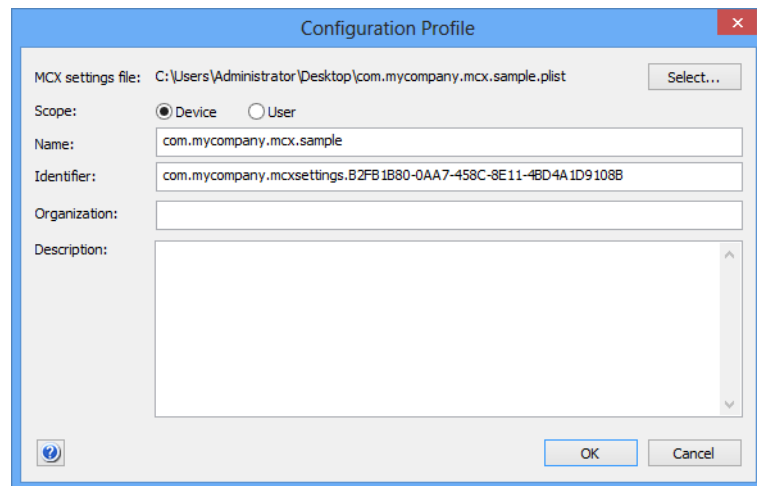 Configuration Profile
MCX settings file: C:\Users\Administrator\Desktop\com.mycompany.mcx.sample.plist Select...
Scope: Device User
Name: com.mycompany.mcx.sample
Identifier: com.mycompany.mcxsettings.B2FB1B80-0AA7-458C-8E11-4BD4A1D9108B
Organization:
Description:
OK Cancel